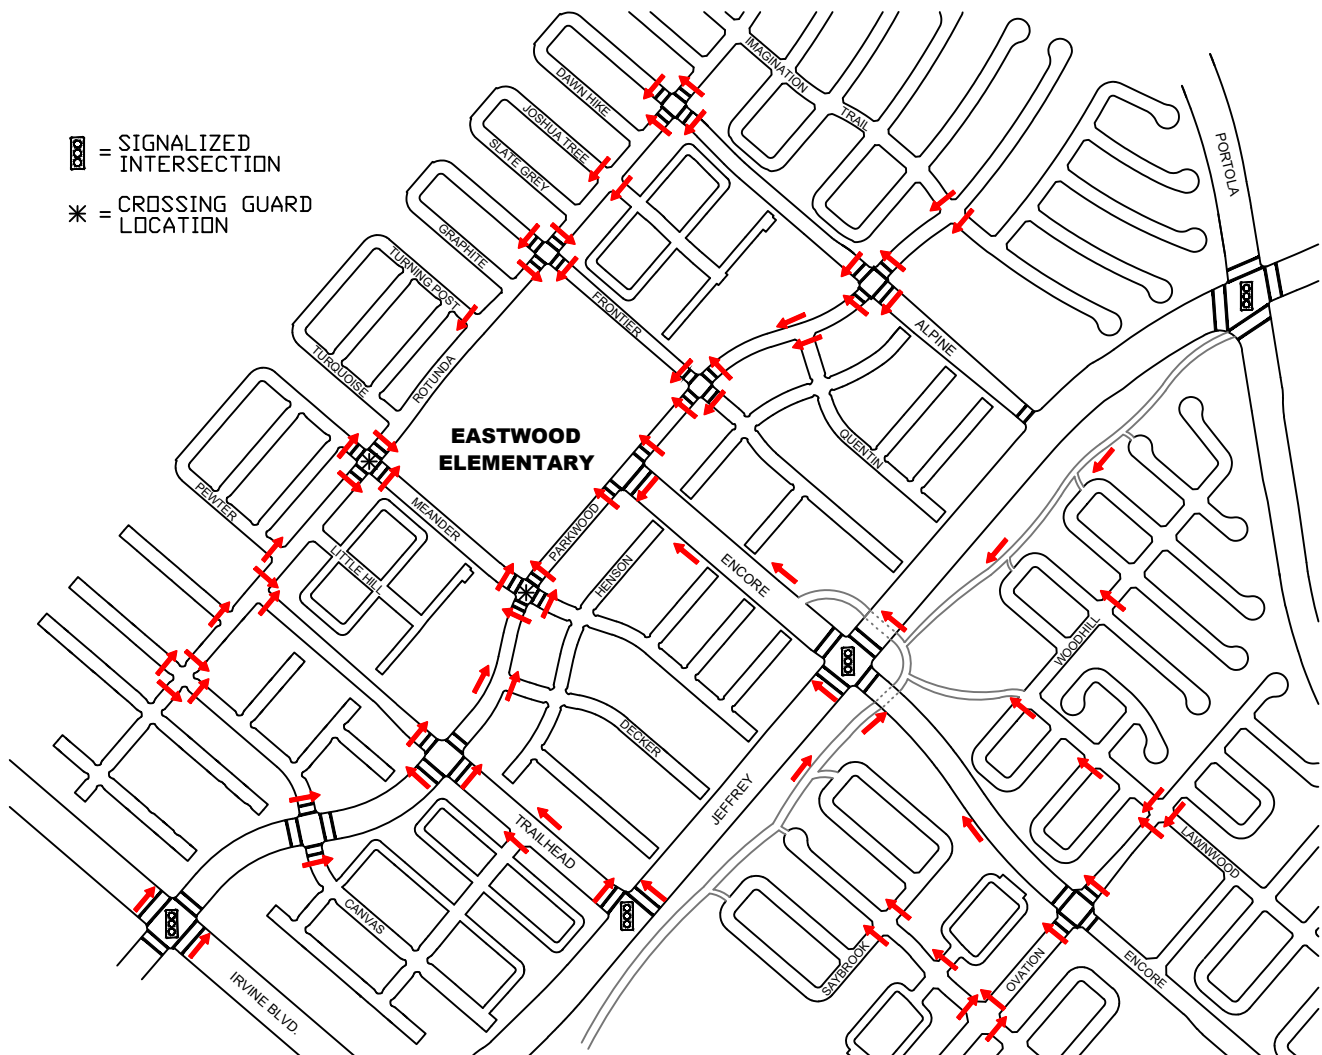 IMAGINATION
TRAIL
DAWN HIKE
JOSHUA TREE
SLATE GREY
= SIGNALIZED
INTERSECTION
= CROSSING GUARD
LOCATION
PORTOLA
GRAPHITE
TURNING POST
FRONTIER
ALPINE
TURQUOISE
ROTUNDA
EASTWOOD
ELEMENTARY
QUENTIN
PEWTER
MEANDER
PARKWOOD
LITTLE HILL
HENSON
ENCORE
WOODHILL
DECKER
JEFFREY
TRAILHEAD
LAWNWOOD
CANVAS
SAYBROOK
OVATION
ENCORE
IRVINE BLVD.